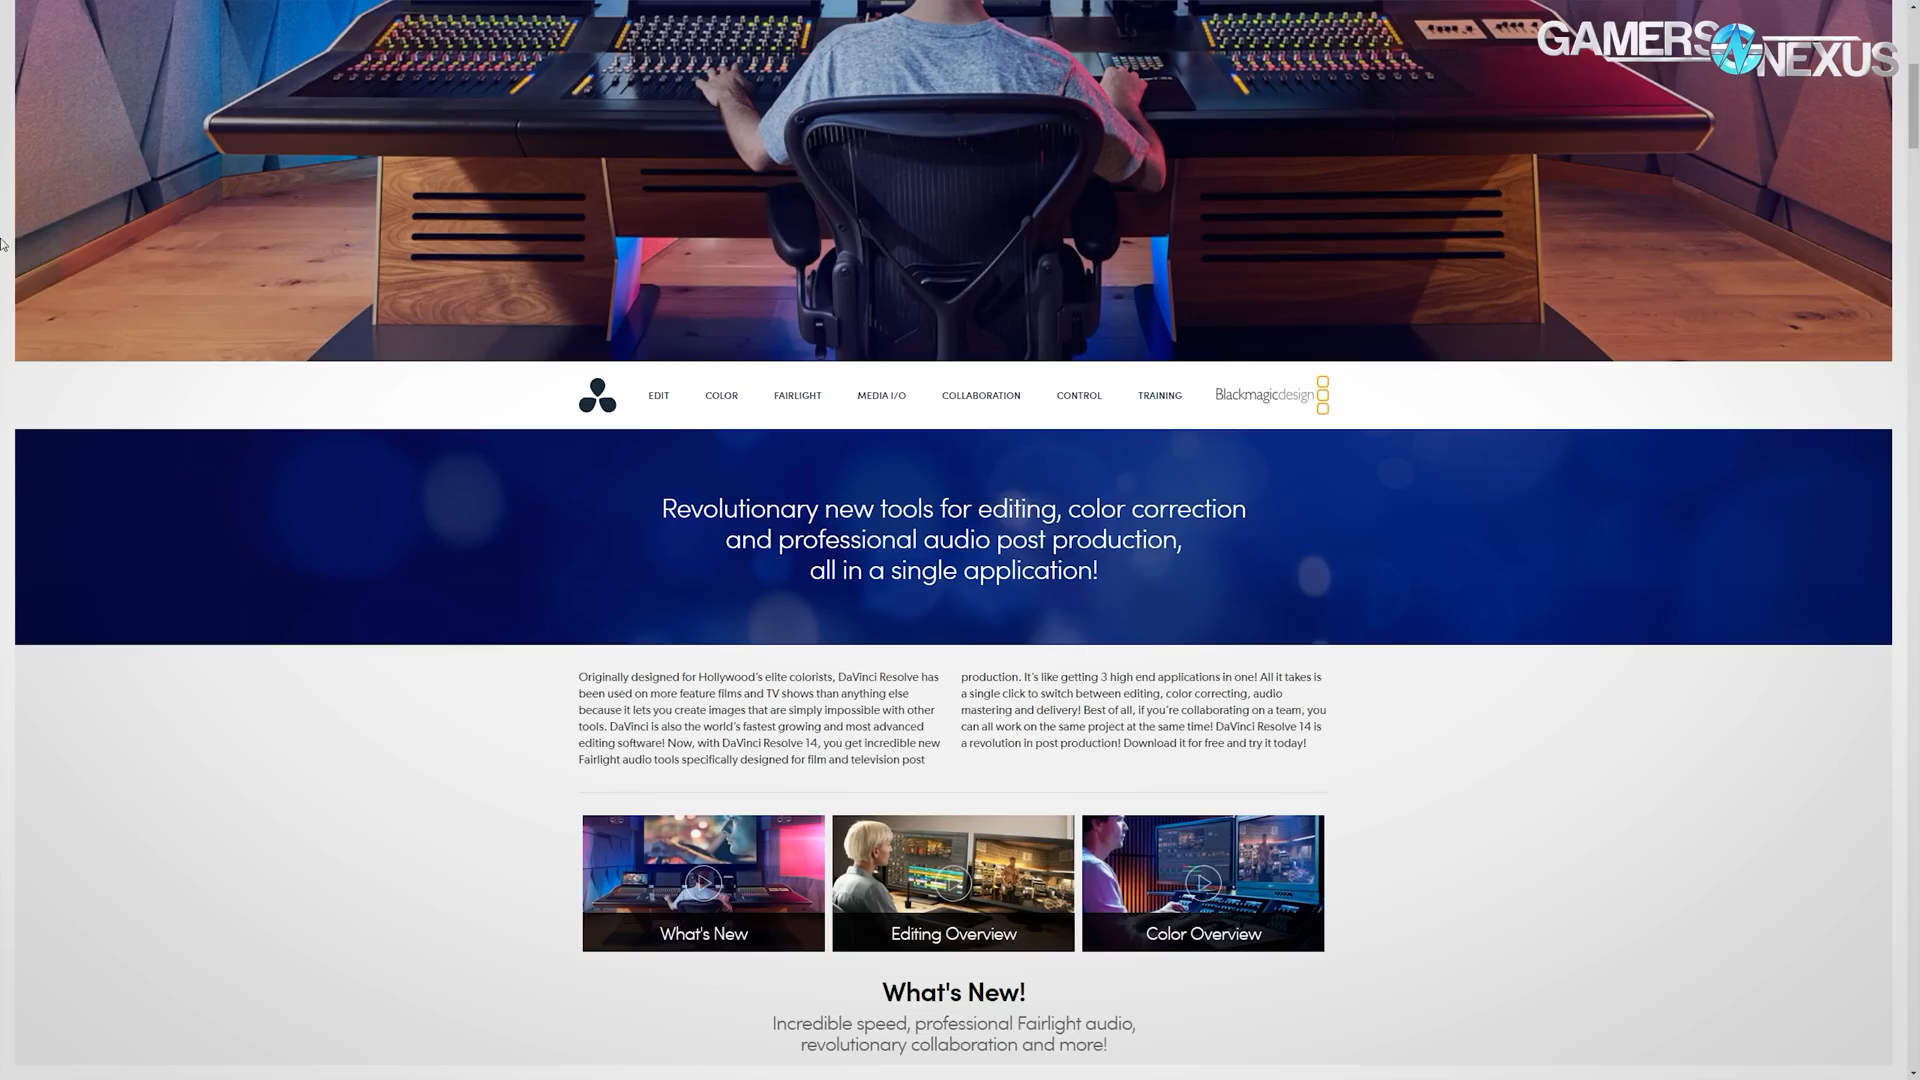 GAMERS NEXUS
EDIT COLOR FAIRLIGHT MEDIA I/O COLLABORATION CONTROL TRAINING Blackmagicdesign
Revolutionary new tools for editing, color correction
and professional audio post production,
all in a single application!
Originally designed for Hollywood's elite colorists, DaVinci Resolve has
been used on more feature films and TV shows than anything else
because it lets you create images that are simply impossible with other
tools. DaVinci is also the world's fastest growing and most advanced
editing software! Now, with DaVinci Resolve 14, you get incredible new
Fairlight audio tools specifically designed for film and television post
production. It's like getting 3 high end applications in one! All it takes is
a single click to switch between editing, color correcting, audio
mastering and delivery! Best of all, if you're collaborating on a team, you
can all work on the same project at the same time! DaVinci Resolve 14 is
a revolution in post production! Download it for free and try it today!
What's New
Editing Overview
Color Overview
What's New!
Incredible speed, professional Fairlight audio,
revolutionary collaboration and more!